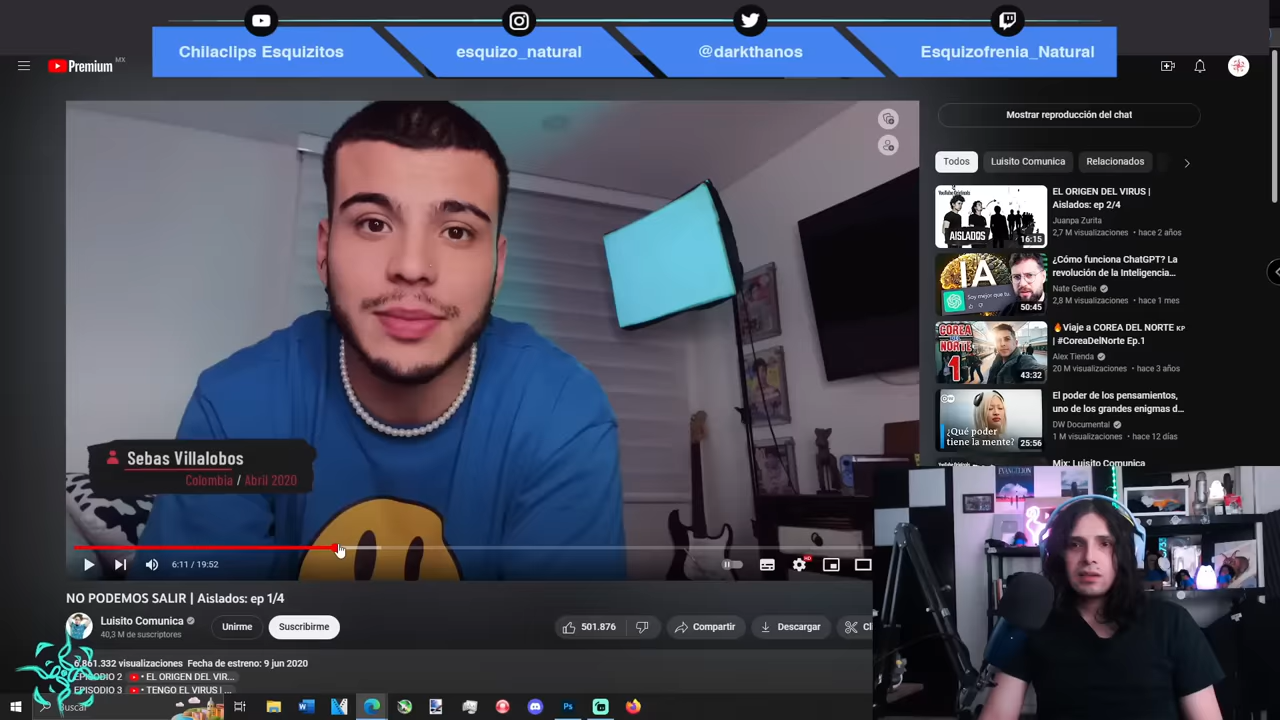 Chilaclips Esquizitos
esquizo_natural
@darkthanos
Esquizofrenia_Natural
Premium MX
Mostrar reproducción del chat
Todos
Luisito Comunica
Relacionados
EL ORIGEN DEL VIRUS |
Aislados: ep 2/4
Juanpa Zurita
2,7 M visualizaciones • hace 2 años
AISLADOS
16:15
¿Cómo funciona ChatGPT? La
revolución de la Inteligencia...
Nate Gentile
2,8 M visualizaciones • hace 1 mes
IA
50:45
🔥Viaje a COREA DEL NORTE KP
| #CoreaDelNorte Ep.1
Alex Tienda
20 M visualizaciones • hace 3 años
COREA
DEL
NORTE
1
43:32
El poder de los pensamientos,
uno de los grandes enigmas d...
DW Documental
1 M visualizaciones • hace 12 días
¿Qué poder
tiene la mente?
25:56
Mix: Luisito Comunica
Sebas Villalobos
Colombia / Abril 2020
6:11 / 19:52
HD
NO PODEMOS SALIR | Aislados: ep 1/4
Luisito Comunica
40,3 M de suscriptores
Unirme
Suscribirme
501.876
Compartir
Descargar
6.861.332 visualizaciones Fecha de estreno: 9 jun 2020
EPISODIO 2 • EL ORIGEN DEL VIR...
EPISODIO 3 • TENGO EL VIRUS | ...
Buscar
EVANGELION